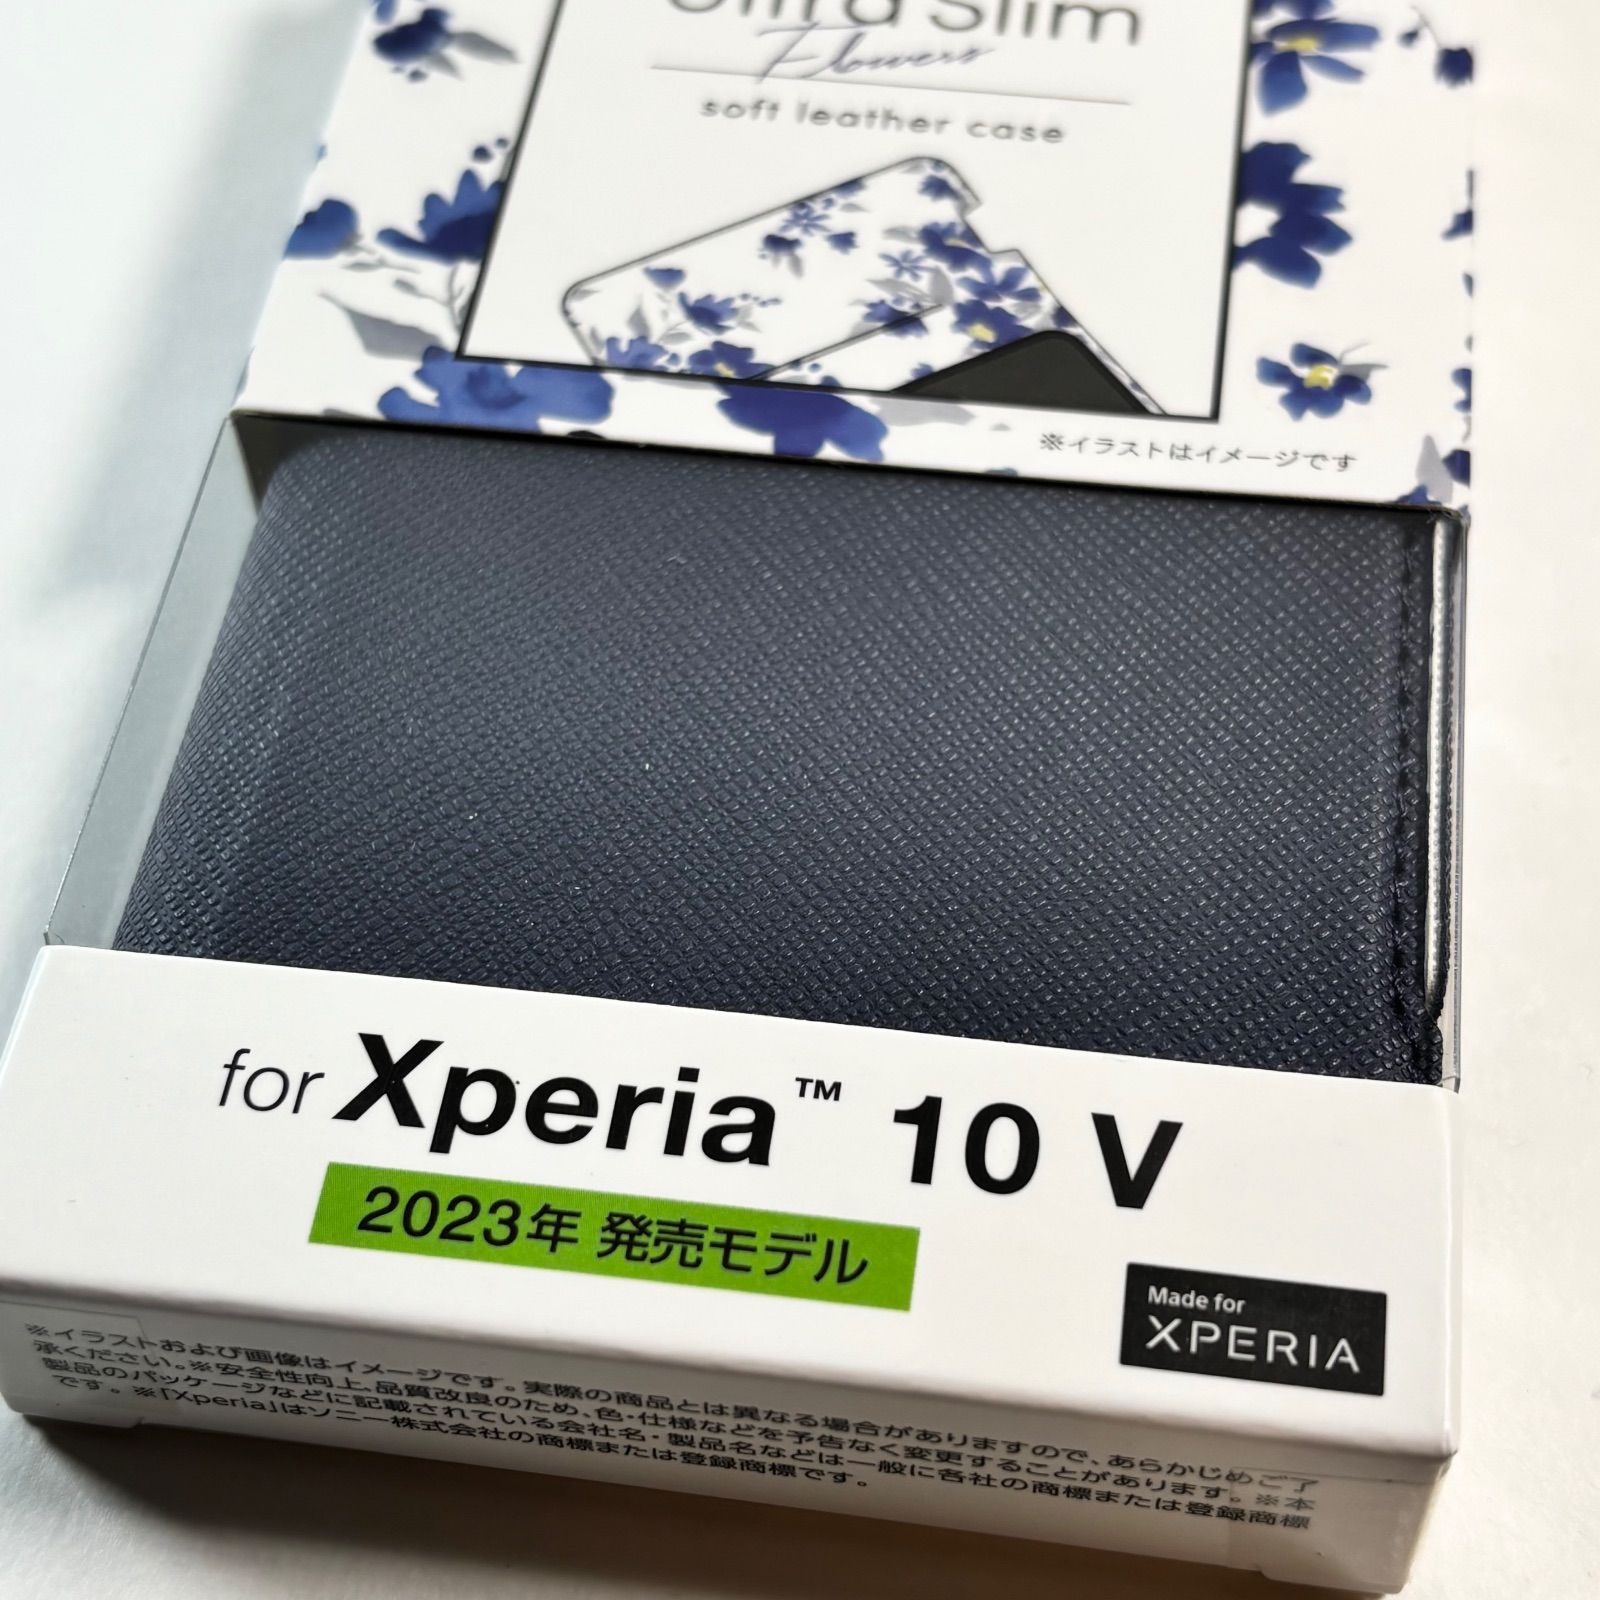 Ultra Slim
Flowers
soft leather case
※イラストはイメージです
for Xperia™ 10 V
2023年 発売モデル
Made for
XPERIA
※イラストおよび画像はイメージです。実際の商品とは異なる場合がありますので、あらかじめご了
承ください。※安全性向上、品質改良のため、色・仕様などを予告なく変更することがあります。※本
製品のパッケージなどに記載されている会社名・製品名などは一般に各社の商標または登録商標
です。※「Xperia」はソニー株式会社の商標または登録商標です。